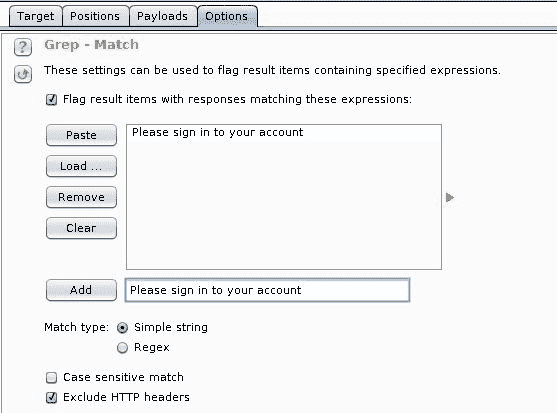 Target Positions Payloads Options
? Grep - Match
These settings can be used to flag result items containing specified expressions.
Flag result items with responses matching these expressions:
Paste
Please sign in to your account
Load ...
Remove
Clear
Add
Please sign in to your account
Match type: Simple string
Regex
Case sensitive match
Exclude HTTP headers